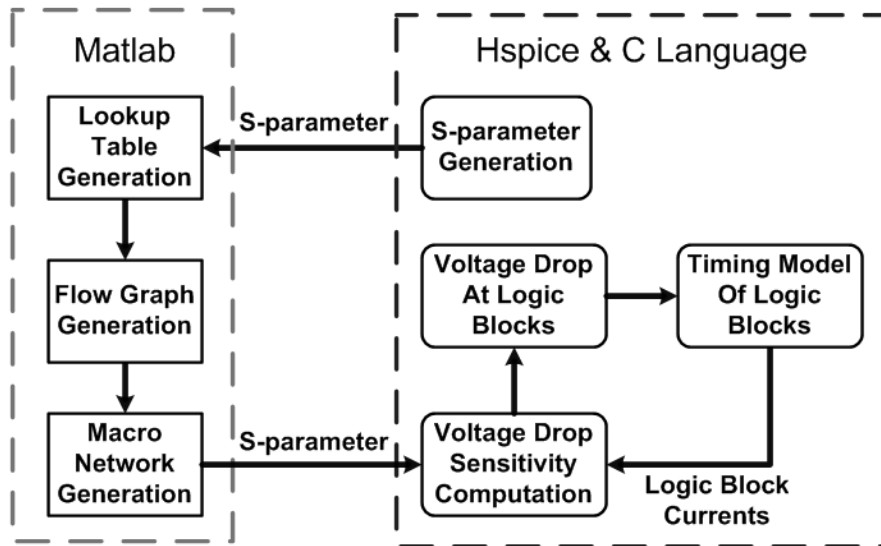 Matlab
Hspice & C Language
Lookup
Table
Generation
S-parameter
S-parameter
Generation
Flow Graph
Generation
Voltage Drop
At Logic
Blocks
Timing Model
Of Logic
Blocks
Macro
Network
Generation
S-parameter
Voltage Drop
Sensitivity
Computation
Logic Block
Currents